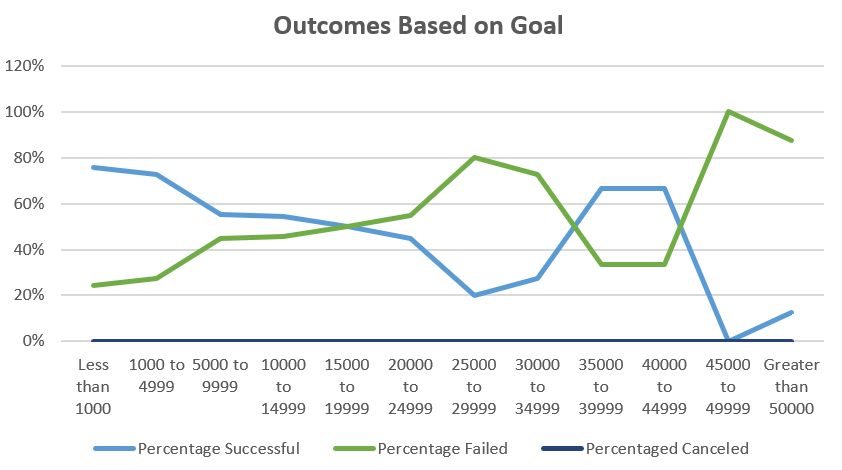 Outcomes Based on Goal
120%
100%
80%
60%
40%
20%
0%
Less than 1000
1000 to 4999
5000 to 9999
10000 to 14999
15000 to 19999
20000 to 24999
25000 to 29999
30000 to 34999
35000 to 39999
40000 to 44999
45000 to 49999
Greater than 50000
Percentage Successful
Percentage Failed
Percentaged Canceled